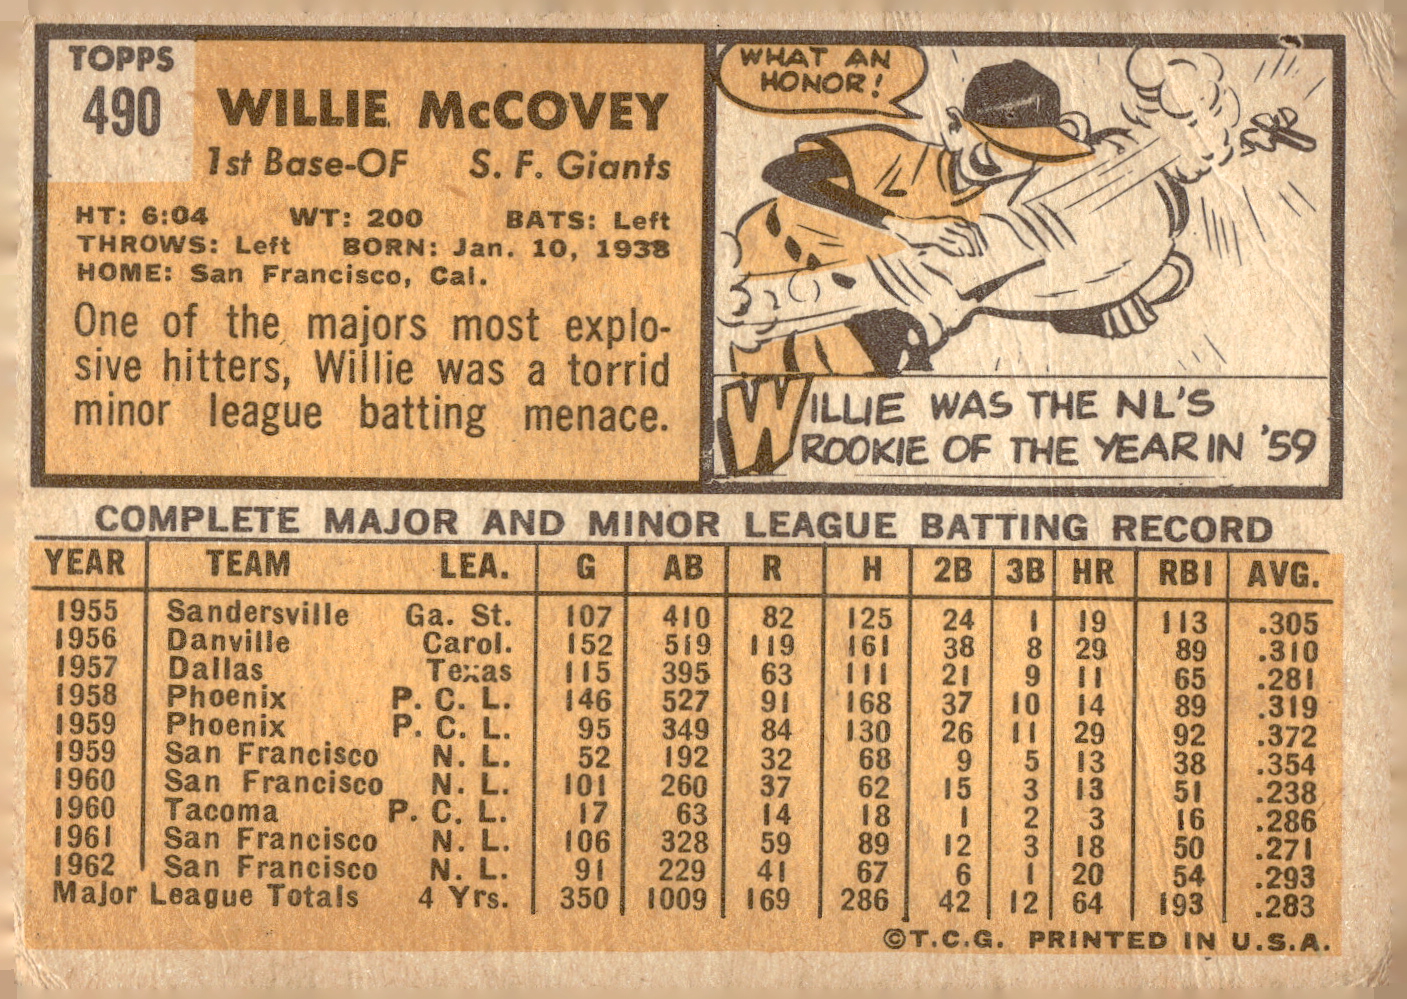 TOPPS
490
WILLIE McCOVEY
1st Base-OF S. F. Giants
HT: 6:04 WT: 200 BATS: Left
THROWS: Left BORN: Jan. 10, 1938
HOME: San Francisco, Cal.
One of the majors most explo-
sive hitters, Willie was a torrid
minor league batting menace.
WHAT AN
HONOR!
WILLIE WAS THE NL'S
ROOKIE OF THE YEAR IN '59
COMPLETE MAJOR AND MINOR LEAGUE BATTING RECORD
YEAR TEAM LEA. G AB R H 2B 3B HR RBI AVG.
1955 Sandersville Ga. St. 107 410 82 125 24 1 19 113 .305
1956 Danville Carol. 152 519 119 161 38 8 29 89 .310
1957 Dallas Texas 115 395 63 111 21 9 11 65 .281
1958 Phoenix P. C. L. 146 527 91 168 37 10 14 89 .319
1959 Phoenix P. C. L. 95 349 84 130 26 11 29 92 .372
1959 San Francisco N. L. 52 192 32 68 9 5 13 38 .354
1960 San Francisco N. L. 101 260 37 62 15 3 13 51 .238
1960 Tacoma P. C. L. 17 63 14 18 1 2 3 16 .286
1961 San Francisco N. L. 106 328 59 89 12 3 18 50 .271
1962 San Francisco N. L. 91 229 41 67 6 1 20 54 .293
Major League Totals 4 Yrs. 350 1009 169 286 42 12 64 193 .283
©T.C.G. PRINTED IN U.S.A.